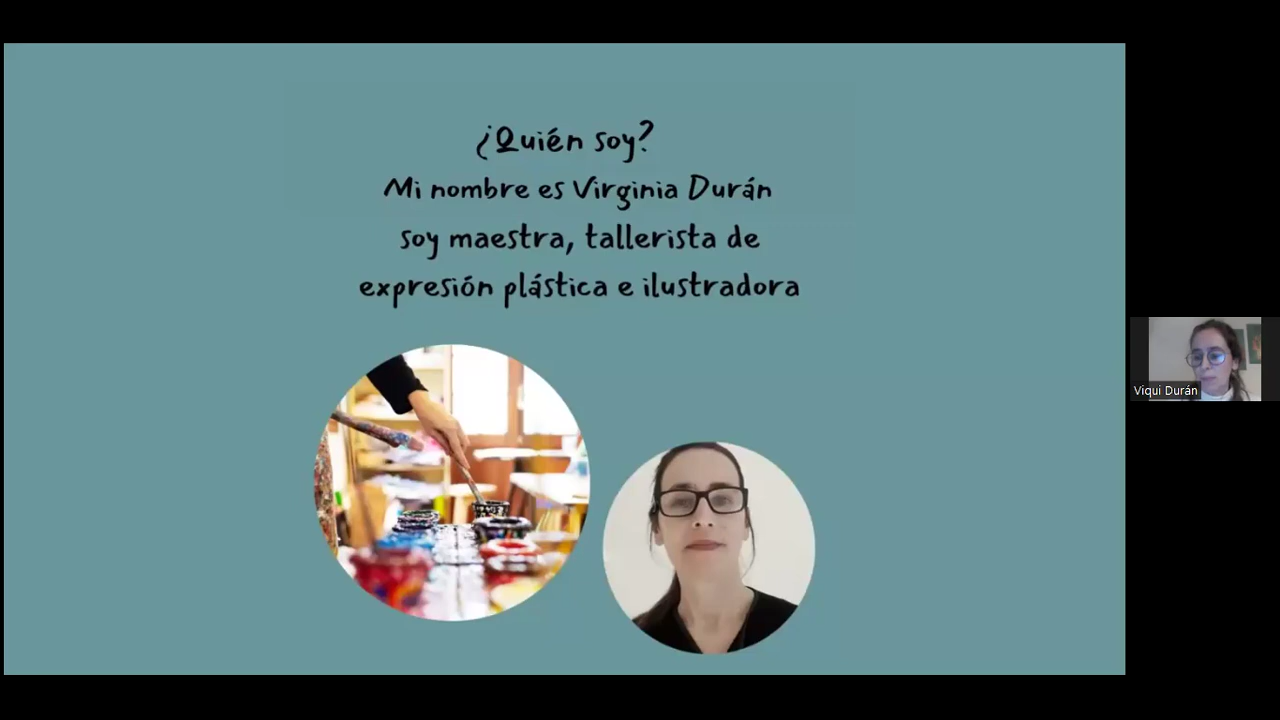 ¿Quién soy?
Mi nombre es Virginia Durán
soy maestra, tallerista de
expresión plástica e ilustradora
Viqui Durán